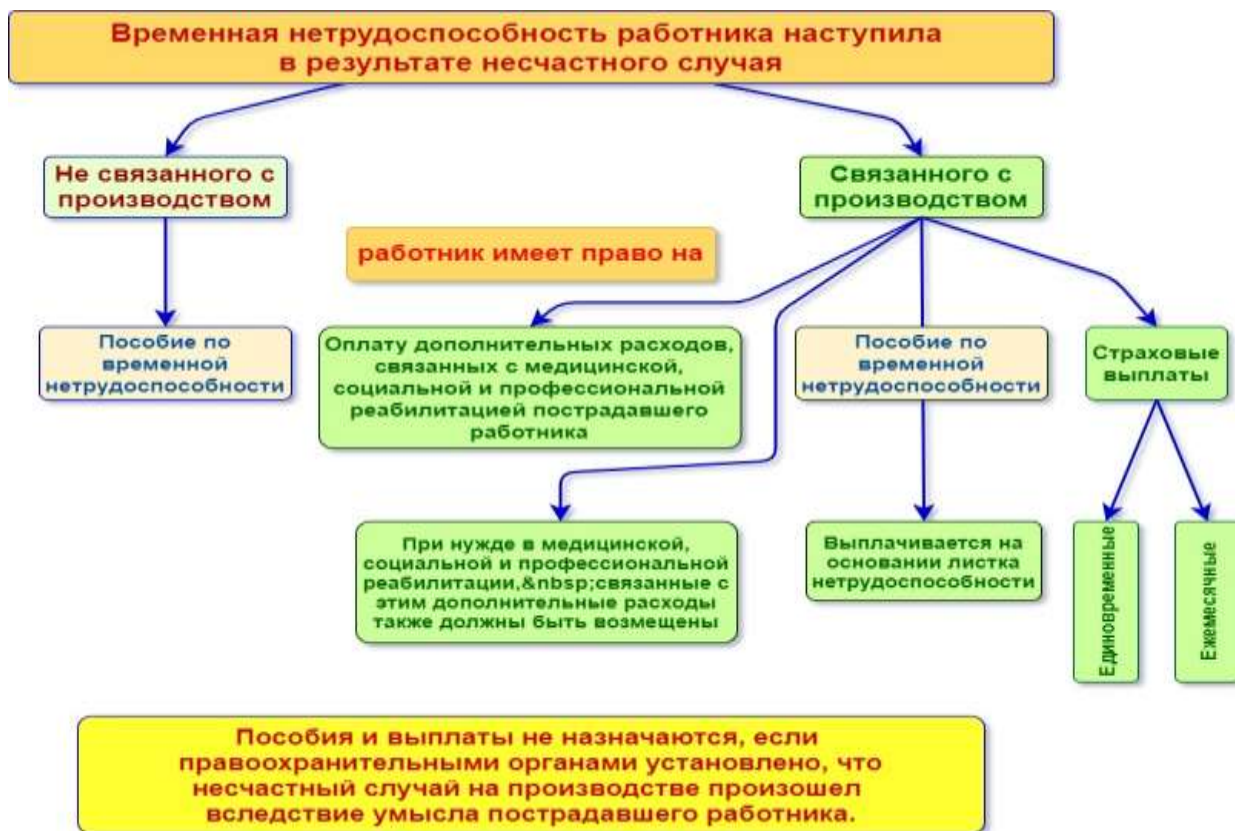 Временная нетрудоспособность работника наступила
в результате несчастного случая
Не связанного с
производством
Связанного с
производством
работник имеет право на
Пособие по
временной
нетрудоспособности
Оплату дополнительных расходов,
связанных с медицинской,
социальной и профессиональной
реабилитацией пострадавшего
работника
Пособие по
временной
нетрудоспособности
Страховые
выплаты
При нужде в медицинской,
социальной и профессиональной
реабилитации,&nbsp;связанные с
этим дополнительные расходы
также должны быть возмещены
Выплачивается на
основании листка
нетрудоспособности
Единовременные
Ежемесячные
Пособия и выплаты не назначаются, если
правоохранительными органами установлено, что
несчастный случай на производстве произошел
вследствие умысла пострадавшего работника.